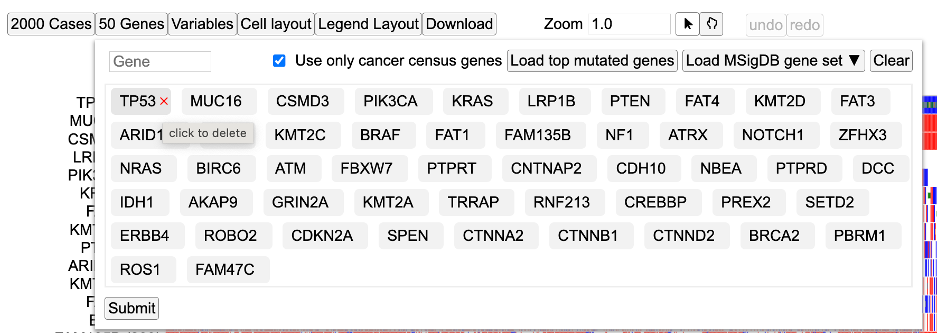 2000 Cases 50 Genes Variables Cell layout Legend Layout Download Zoom 1.0 undo redo
Gene Use only cancer census genes Load top mutated genes Load MSigDB gene set ▼ Clear
TP53 × MUC16 CSMD3 PIK3CA KRAS LRP1B PTEN FAT4 KMT2D FAT3
ARID1 click to delete KMT2C BRAF FAT1 FAM135B NF1 ATRX NOTCH1 ZFHX3
NRAS BIRC6 ATM FBXW7 PTPRT CNTNAP2 CDH10 NBEA PTPRD DCC
IDH1 AKAP9 GRIN2A KMT2A TRRAP RNF213 CREBBP PREX2 SETD2
ERBB4 ROBO2 CDKN2A SPEN CTNNA2 CTNNB1 CTNND2 BRCA2 PBRM1
ROS1 FAM47C
Submit
TP
MU
CSM
LR
PIK
K
F
KM
P
ARI
KM
F